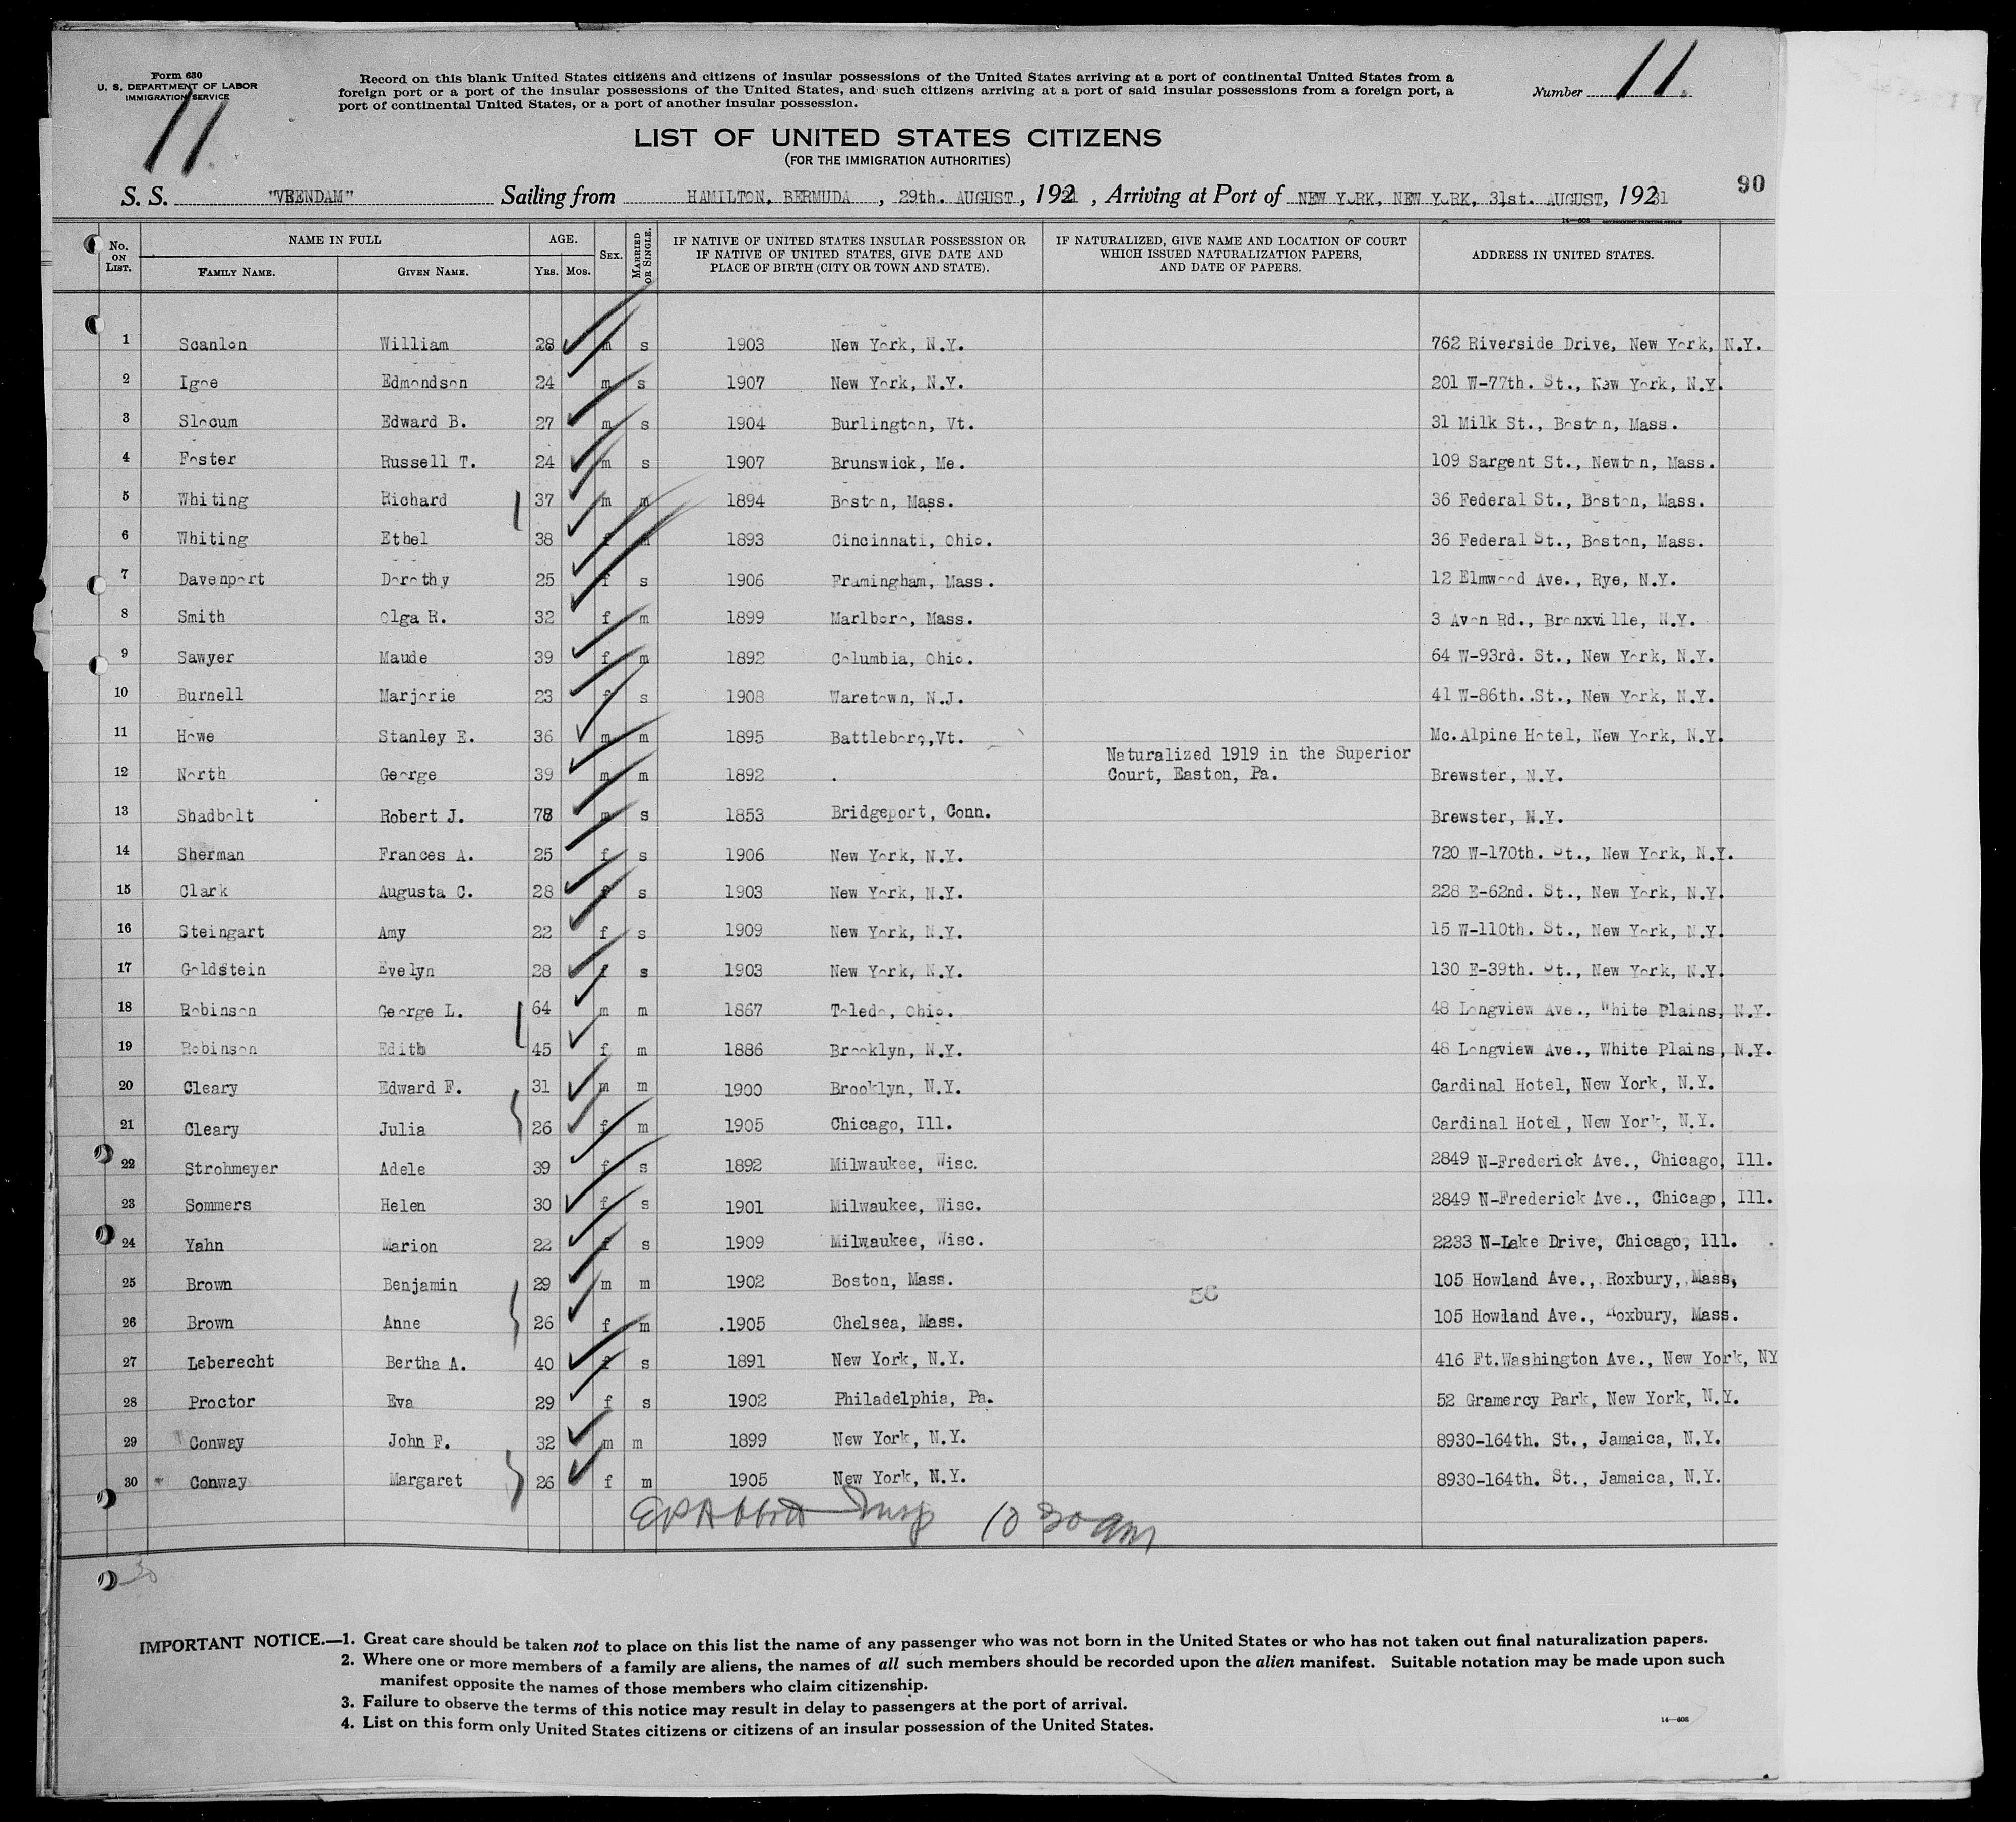 Form 630
U. S. DEPARTMENT OF LABOR
IMMIGRATION SERVICE
11
Record on this blank United States citizens and citizens of insular possessions of the United States arriving at a port of continental United States from a
foreign port or a port of the insular possessions of the United States, and such citizens arriving at a port of said insular possessions from a foreign port, a
port of continental United States, or a port of another insular possession.
Number 11.
LIST OF UNITED STATES CITIZENS
(FOR THE IMMIGRATION AUTHORITIES)
90
S. S. "VEENDAM" Sailing from HAMILTON, BERMUDA , 29th. AUGUST , 1931 , Arriving at Port of NEW YORK, NEW YORK, 31st. AUGUST, 1931
14—608 GOVERNMENT PRINTING OFFICE
No. ON LIST. NAME IN FULL FAMILY NAME. GIVEN NAME. AGE. YRS. MOS. SEX. MARRIED OR SINGLE. IF NATIVE OF UNITED STATES INSULAR POSSESSION OR IF NATIVE OF UNITED STATES, GIVE DATE AND PLACE OF BIRTH (CITY OR TOWN AND STATE). IF NATURALIZED, GIVE NAME AND LOCATION OF COURT WHICH ISSUED NATURALIZATION PAPERS, AND DATE OF PAPERS. ADDRESS IN UNITED STATES.
1 Scanlon William 28 m s 1903 New York, N.Y. 762 Riverside Drive, New York, N.Y.
2 Igoe Edmondson 24 m s 1907 New York, N.Y. 201 W-77th. St., New York, N.Y.
3 Slocum Edward B. 27 m s 1904 Burlington, Vt. 31 Milk St., Boston, Mass.
4 Foster Russell T. 24 m s 1907 Brunswick, Me. 109 Sargent St., Newton, Mass.
5 Whiting Richard 37 m m 1894 Boston, Mass. 36 Federal St., Boston, Mass.
6 Whiting Ethel 38 f m 1893 Cincinnati, Ohio. 36 Federal St., Boston, Mass.
7 Davenport Dorothy 25 f s 1906 Framingham, Mass. 12 Elmwood Ave., Rye, N.Y.
8 Smith Olga R. 32 f m 1899 Marlboro, Mass. 3 Avon Rd., Bronxville, N.Y.
9 Sawyer Maude 39 f m 1892 Columbia, Ohio. 64 W-93rd. St., New York, N.Y.
10 Burnell Marjorie 23 f s 1908 Waretown, N.J. 41 W-86th. St., New York, N.Y.
11 Howe Stanley E. 36 m m 1895 Battleboro,Vt. Mc.Alpine Hotel, New York, N.Y.
12 North George 39 m m 1892 . Naturalized 1919 in the Superior Court, Easton, Pa. Brewster, N.Y.
13 Shadbolt Robert J. 78 m s 1853 Bridgeport, Conn. Brewster, N.Y.
14 Sherman Frances A. 25 f s 1906 New York, N.Y. 720 W-170th. St., New York, N.Y.
15 Clark Augusta C. 28 f s 1903 New York, N.Y. 228 E-62nd. St., New York, N.Y.
16 Steingart Amy 22 f s 1909 New York, N.Y. 15 W-110th. St., New York, N.Y.
17 Goldstein Evelyn 28 f s 1903 New York, N.Y. 130 E-39th. St., New York, N.Y.
18 Robinson George L. 64 m m 1867 Toledo, Ohio. 48 Longview Ave., White Plains, N.Y.
19 Robinson Edith 45 f m 1886 Brooklyn, N.Y. 48 Longview Ave., White Plains, N.Y.
20 Cleary Edward F. 31 m m 1900 Brooklyn, N.Y. Cardinal Hotel, New York, N.Y.
21 Cleary Julia 26 f m 1905 Chicago, Ill. Cardinal Hotel, New York, N.Y.
22 Strohmeyer Adele 39 f s 1892 Milwaukee, Wisc. 2849 N-Frederick Ave., Chicago, Ill.
23 Sommers Helen 30 f s 1901 Milwaukee, Wisc. 2849 N-Frederick Ave., Chicago, Ill.
24 Yahn Marion 22 f s 1909 Milwaukee, Wisc. 2233 N-Lake Drive, Chicago, Ill.
25 Brown Benjamin 29 m m 1902 Boston, Mass. 105 Howland Ave., Roxbury, Mass,
26 Brown Anne 26 f m .1905 Chelsea, Mass. 105 Howland Ave., Roxbury, Mass.
56
27 Leberecht Bertha A. 40 f s 1891 New York, N.Y. 416 Ft.Washington Ave., New York, NY
28 Proctor Eva 29 f s 1902 Philadelphia, Pa. 52 Gramercy Park, New York, N.Y.
29 Conway John F. 32 m m 1899 New York, N.Y. 8930-164th. St., Jamaica, N.Y.
30 Conway Margaret 26 f m 1905 New York, N.Y. 8930-164th. St., Jamaica, N.Y.
EP Abbott Insp 10 30 am
30
IMPORTANT NOTICE.—1. Great care should be taken not to place on this list the name of any passenger who was not born in the United States or who has not taken out final naturalization papers.
2. Where one or more members of a family are aliens, the names of all such members should be recorded upon the alien manifest. Suitable notation may be made upon such
manifest opposite the names of those members who claim citizenship.
3. Failure to observe the terms of this notice may result in delay to passengers at the port of arrival.
4. List on this form only United States citizens or citizens of an insular possession of the United States.
14—608